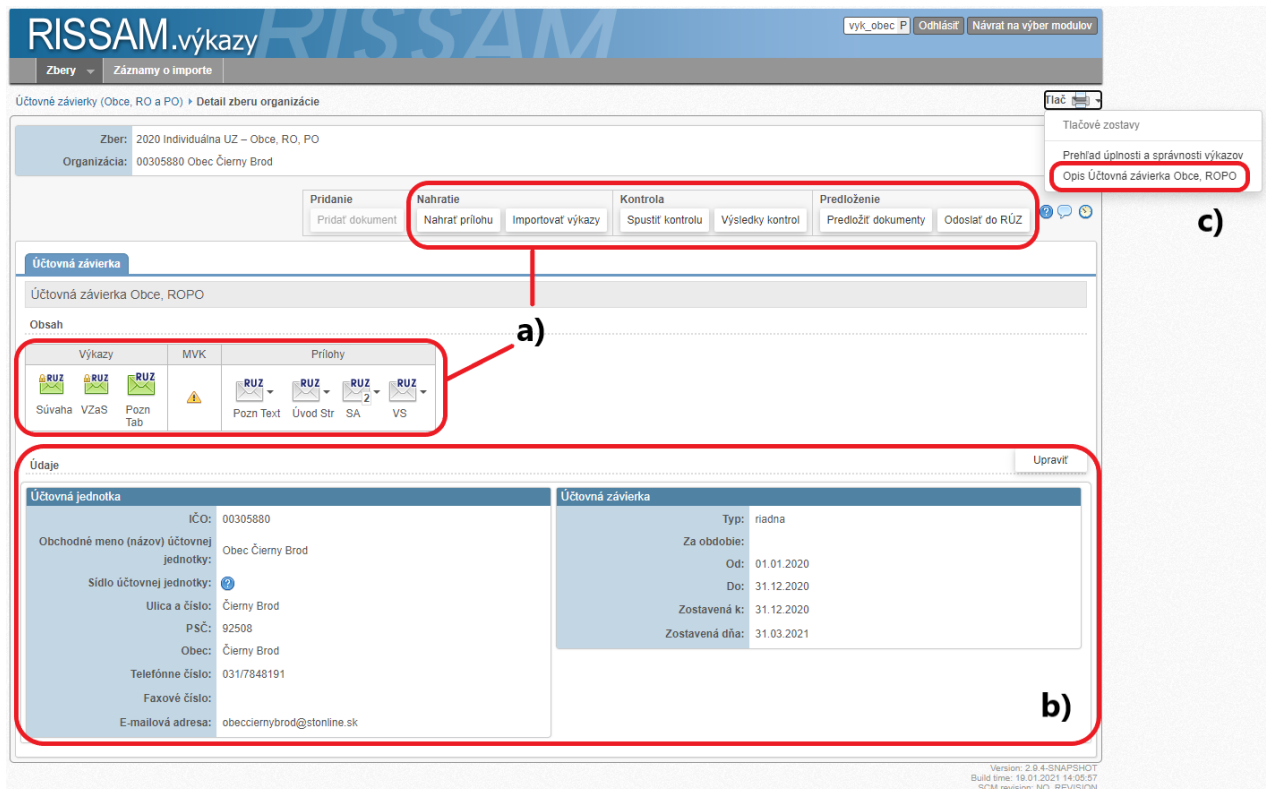 RISSAM.výkazy
RISSAM
vyk_obec P Odhlásiť Návrat na výber modulov
Zbery Záznamy o importe
Účtovné závierky (Obce, RO a PO) Detail zberu organizácie
Tlač
Tlačové zostavy
Prehľad úplnosti a správnosti výkazov
Opis Účtovná závierka Obce, ROPO
c)
Zber: 2020 Individuálna UZ – Obce, RO, PO
Organizácia: 00305880 Obec Čierny Brod
Pridanie Nahratie Kontrola Predloženie
Pridať dokument Nahrať prílohu Importovať výkazy Spustiť kontrolu Výsledky kontrol Predložiť dokumenty Odoslať do RÚZ
Účtovná závierka
Účtovná závierka Obce, ROPO
Obsah
a)
Výkazy MVK Prílohy
RUZ RUZ RUZ RUZ RUZ RUZ RUZ
2
Súvaha VZaS Pozn Tab Pozn Text Úvod Str SA VS
Údaje Upraviť
Účtovná jednotka
IČO: 00305880
Obchodné meno (názov) účtovnej
jednotky: Obec Čierny Brod
Sídlo účtovnej jednotky:
Ulica a číslo: Čierny Brod
PSČ: 92508
Obec: Čierny Brod
Telefónne číslo: 031/7848191
Faxové číslo:
E-mailová adresa: obecciernybrod@stonline.sk
Účtovná závierka
Typ: riadna
Za obdobie:
Od: 01.01.2020
Do: 31.12.2020
Zostavená k: 31.12.2020
Zostavená dňa: 31.03.2021
b)
Version: 2.9.4-SNAPSHOT
Build time: 19.01.2021 14:05:57
SCM revision: NO_REVISION